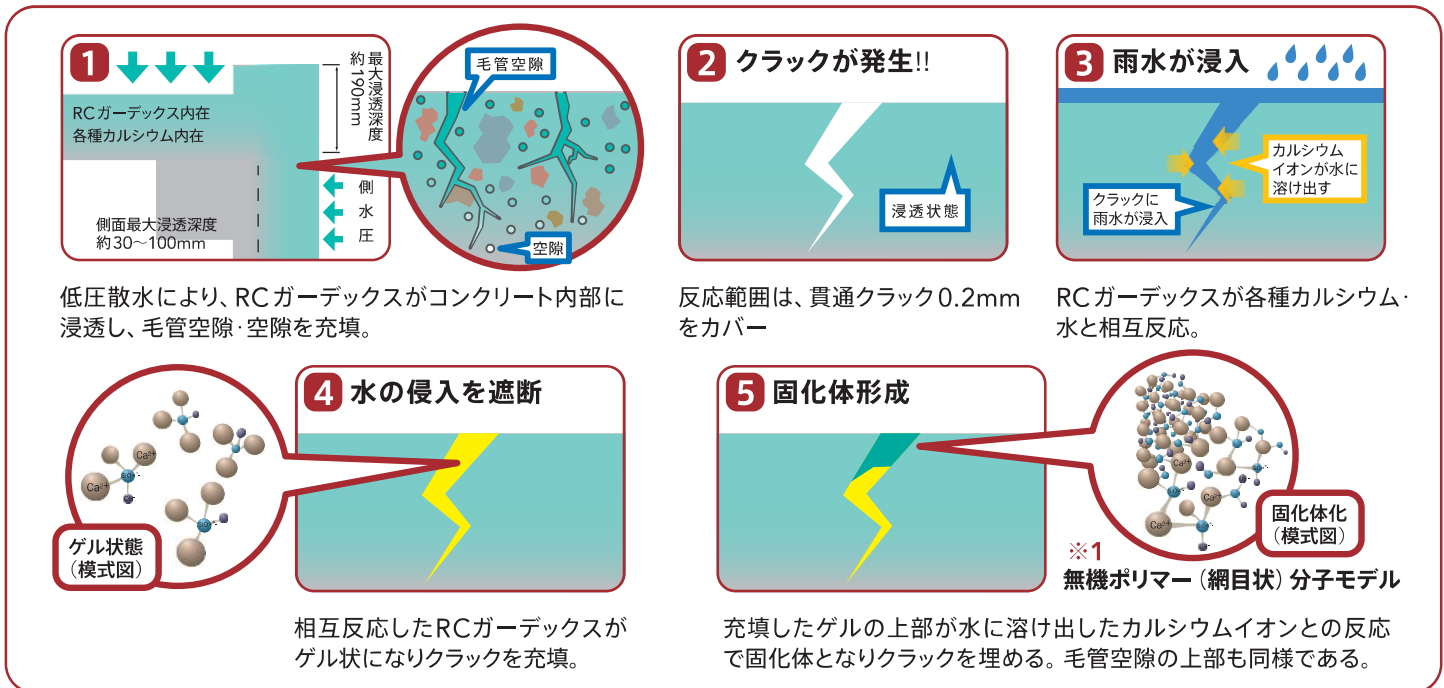 1
RCガーデックス内在
各種カルシウム内在
最大浸透深度
約190mm
側水圧
側面最大浸透深度
約30〜100mm
毛管空隙
空隙
低圧散水により、RCガーデックスがコンクリート内部に
浸透し、毛管空隙·空隙を充填。
2 クラックが発生!!
浸透状態
反応範囲は、貫通クラック0.2mm
をカバー
3 雨水が浸入
カルシウム
イオンが水に
溶け出す
クラックに
雨水が浸入
RCガーデックスが各種カルシウム·
水と相互反応。
4 水の侵入を遮断
Ca²⁺
Ca²⁺
ゲル状態
(模式図)
相互反応したRCガーデックスが
ゲル状になりクラックを充填。
5 固化体形成
Ca²⁺
Ca²⁺
Ca²⁺
固化体化
(模式図)
※1
無機ポリマー(網目状)分子モデル
充填したゲルの上部が水に溶け出したカルシウムイオンとの反応
で固化体となりクラックを埋める。毛管空隙の上部も同様である。